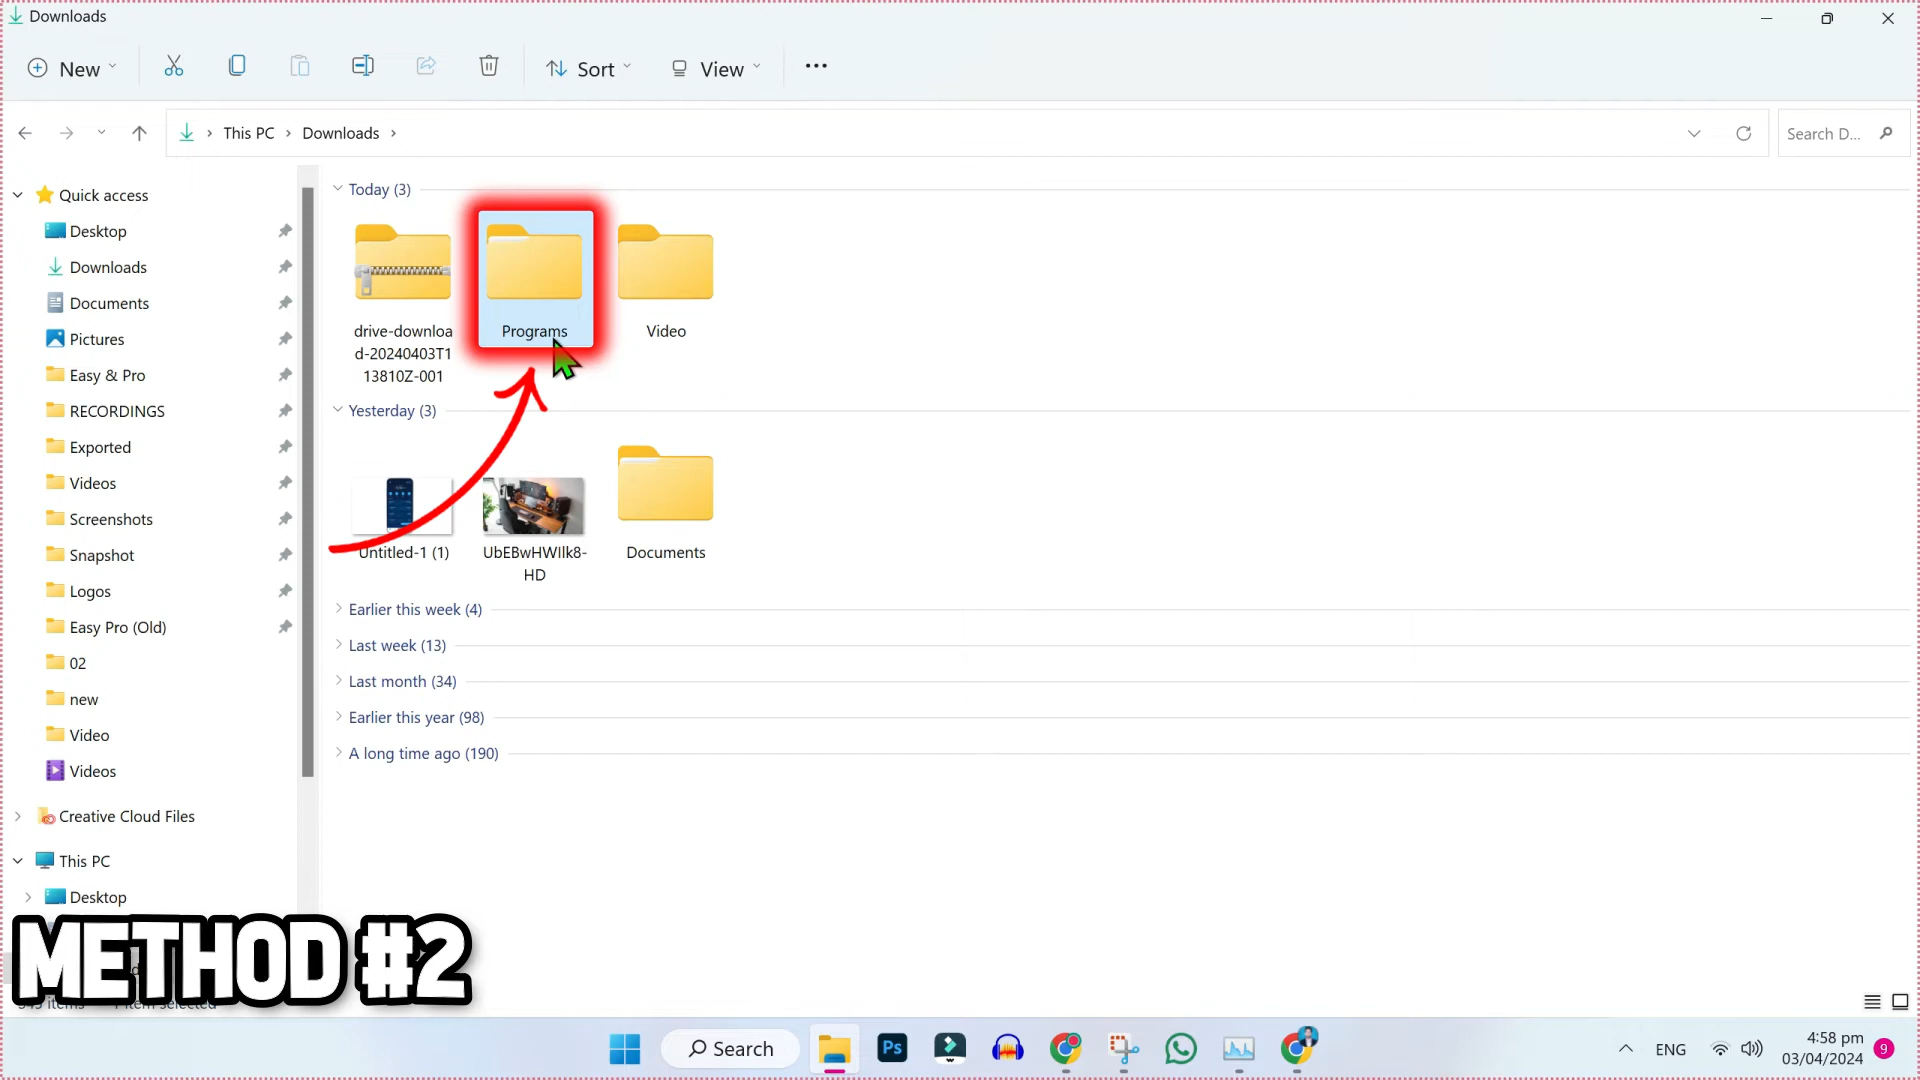 Downloads
New
Sort
View
This PC
Downloads
Search D...
Quick access
Desktop
Downloads
Documents
Pictures
Easy & Pro
RECORDINGS
Exported
Videos
Screenshots
Snapshot
Logos
Easy Pro (Old)
02
new
Video
Videos
Creative Cloud Files
This PC
Desktop
Today (3)
drive-downloa
d-20240403T1
13810Z-001
Programs
Video
Yesterday (3)
Untitled-1 (1)
UbEBwHWIlk8-
HD
Documents
Earlier this week (4)
Last week (13)
Last month (34)
Earlier this year (98)
A long time ago (190)
METHOD #2
Ps
Search
ENG
4:58 pm
03/04/2024
9